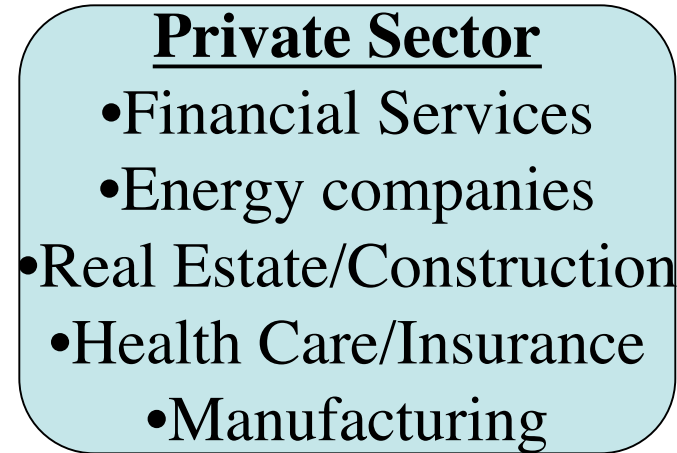 Private Sector
•Financial Services
•Energy companies
•Real Estate/Construction
•Health Care/Insurance
•Manufacturing